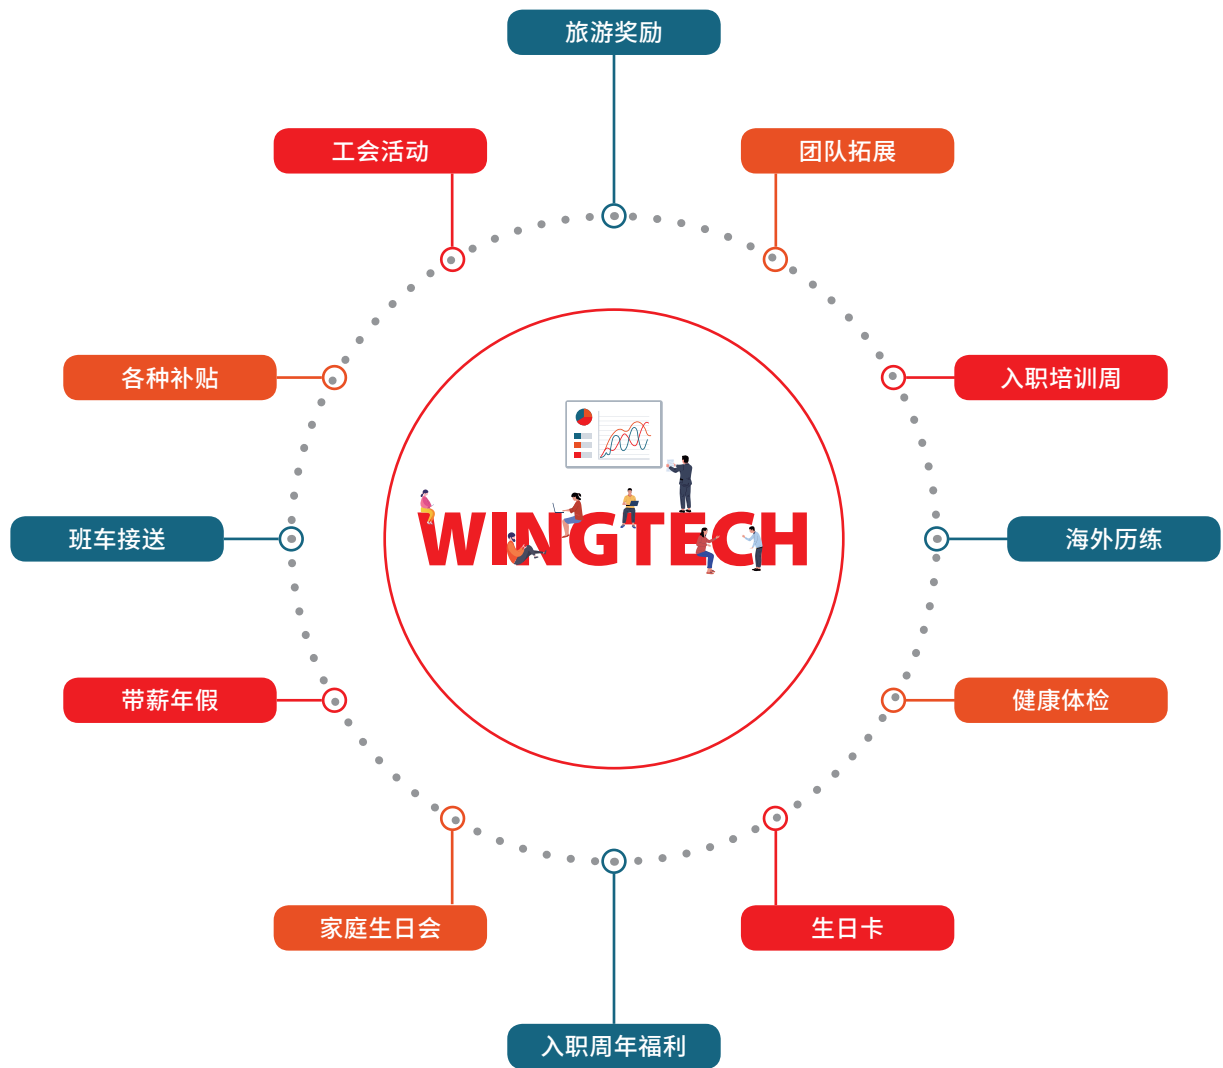 旅游奖励
工会活动
团队拓展
各种补贴
入职培训周
WINGTECH
班车接送
海外历练
带薪年假
健康体检
家庭生日会
生日卡
入职周年福利